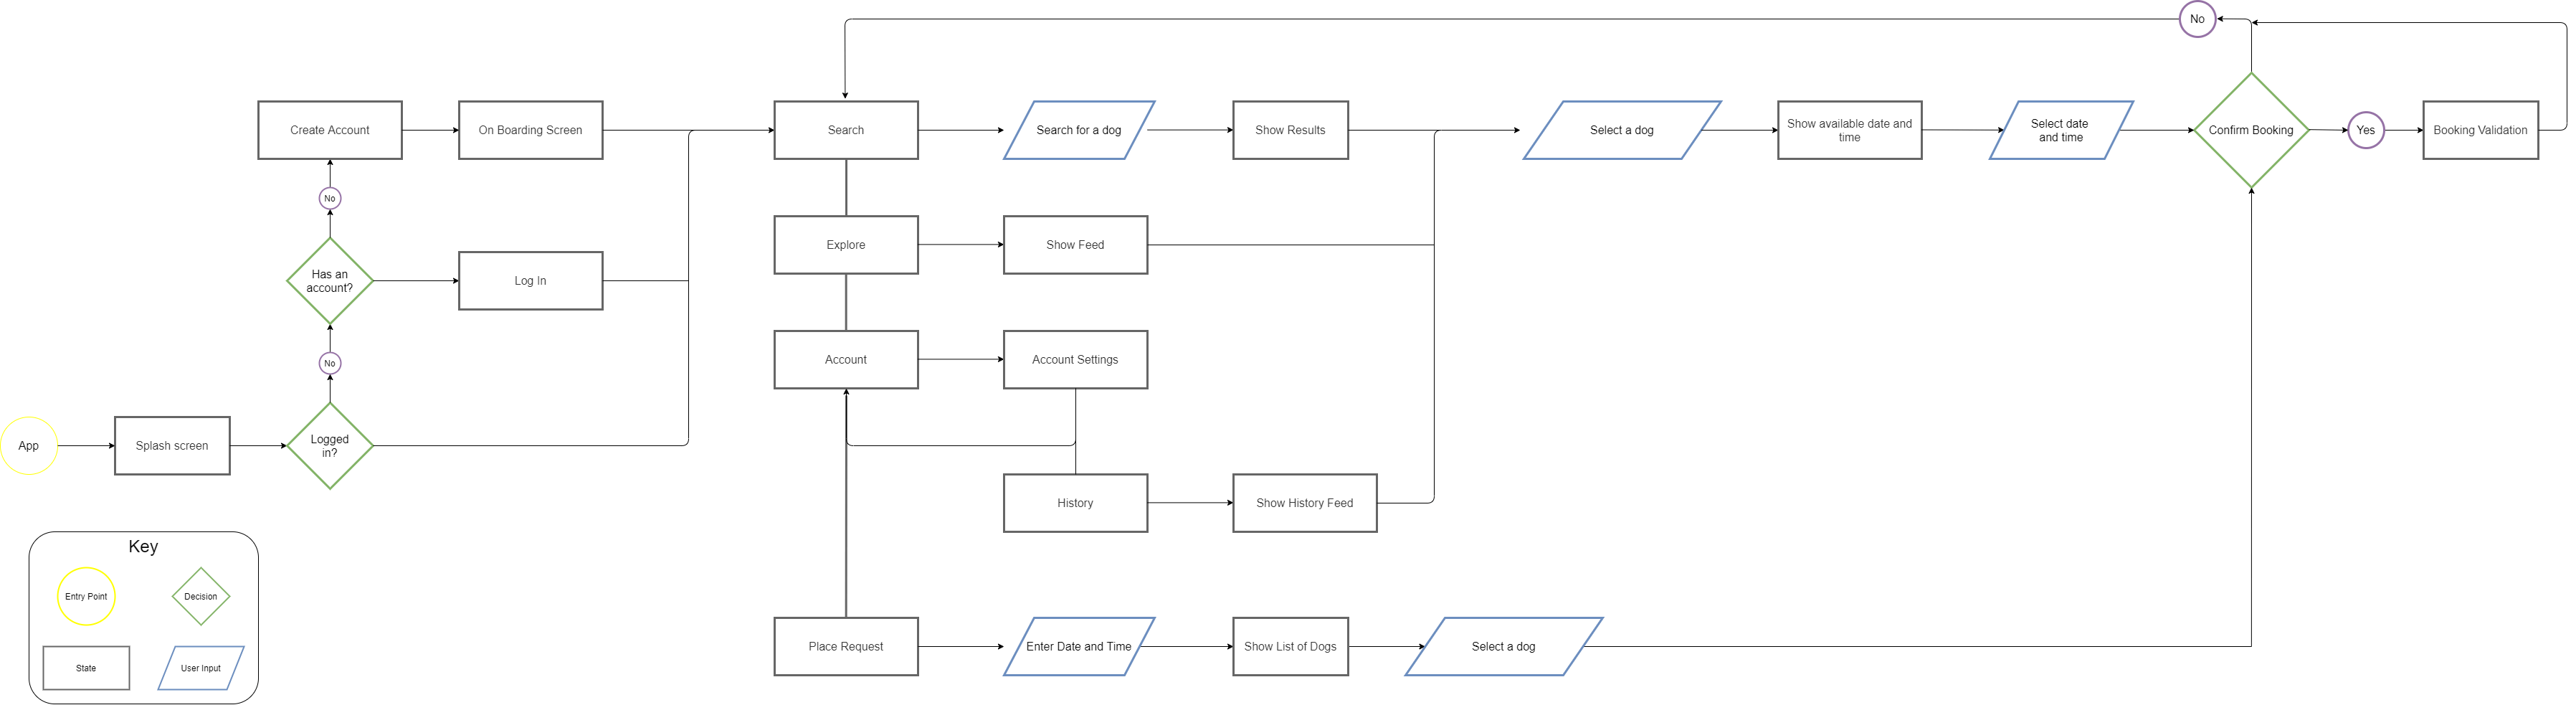 No
Create Account
On Boarding Screen
Search
Search for a dog
Show Results
Select a dog
Show available date and
time
Select date
and time
Confirm Booking
Yes
Booking Validation
No
Has an
account?
Log In
Explore
Show Feed
No
Account
Account Settings
App
Splash screen
Logged
in?
History
Show History Feed
Key
Entry Point
Decision
State
User Input
Place Request
Enter Date and Time
Show List of Dogs
Select a dog